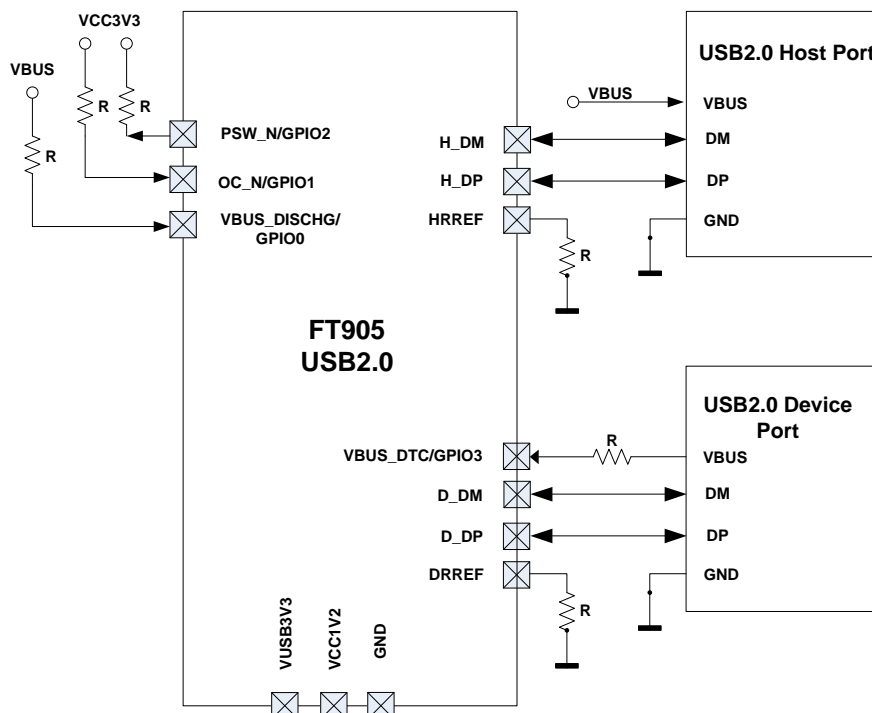 VCC3V3
VBUS
R
R
R
PSW_N/GPIO2
OC_N/GPIO1
VBUS_DISCHG/
GPIO0
H_DM
H_DP
HRREF
R
VBUS
USB2.0 Host Port
VBUS
DM
DP
GND
FT905
USB2.0
VBUS_DTC/GPIO3
D_DM
D_DP
DRREF
R
R
USB2.0 Device
Port
VBUS
DM
DP
GND
VUSB3V3
VCC1V2
GND